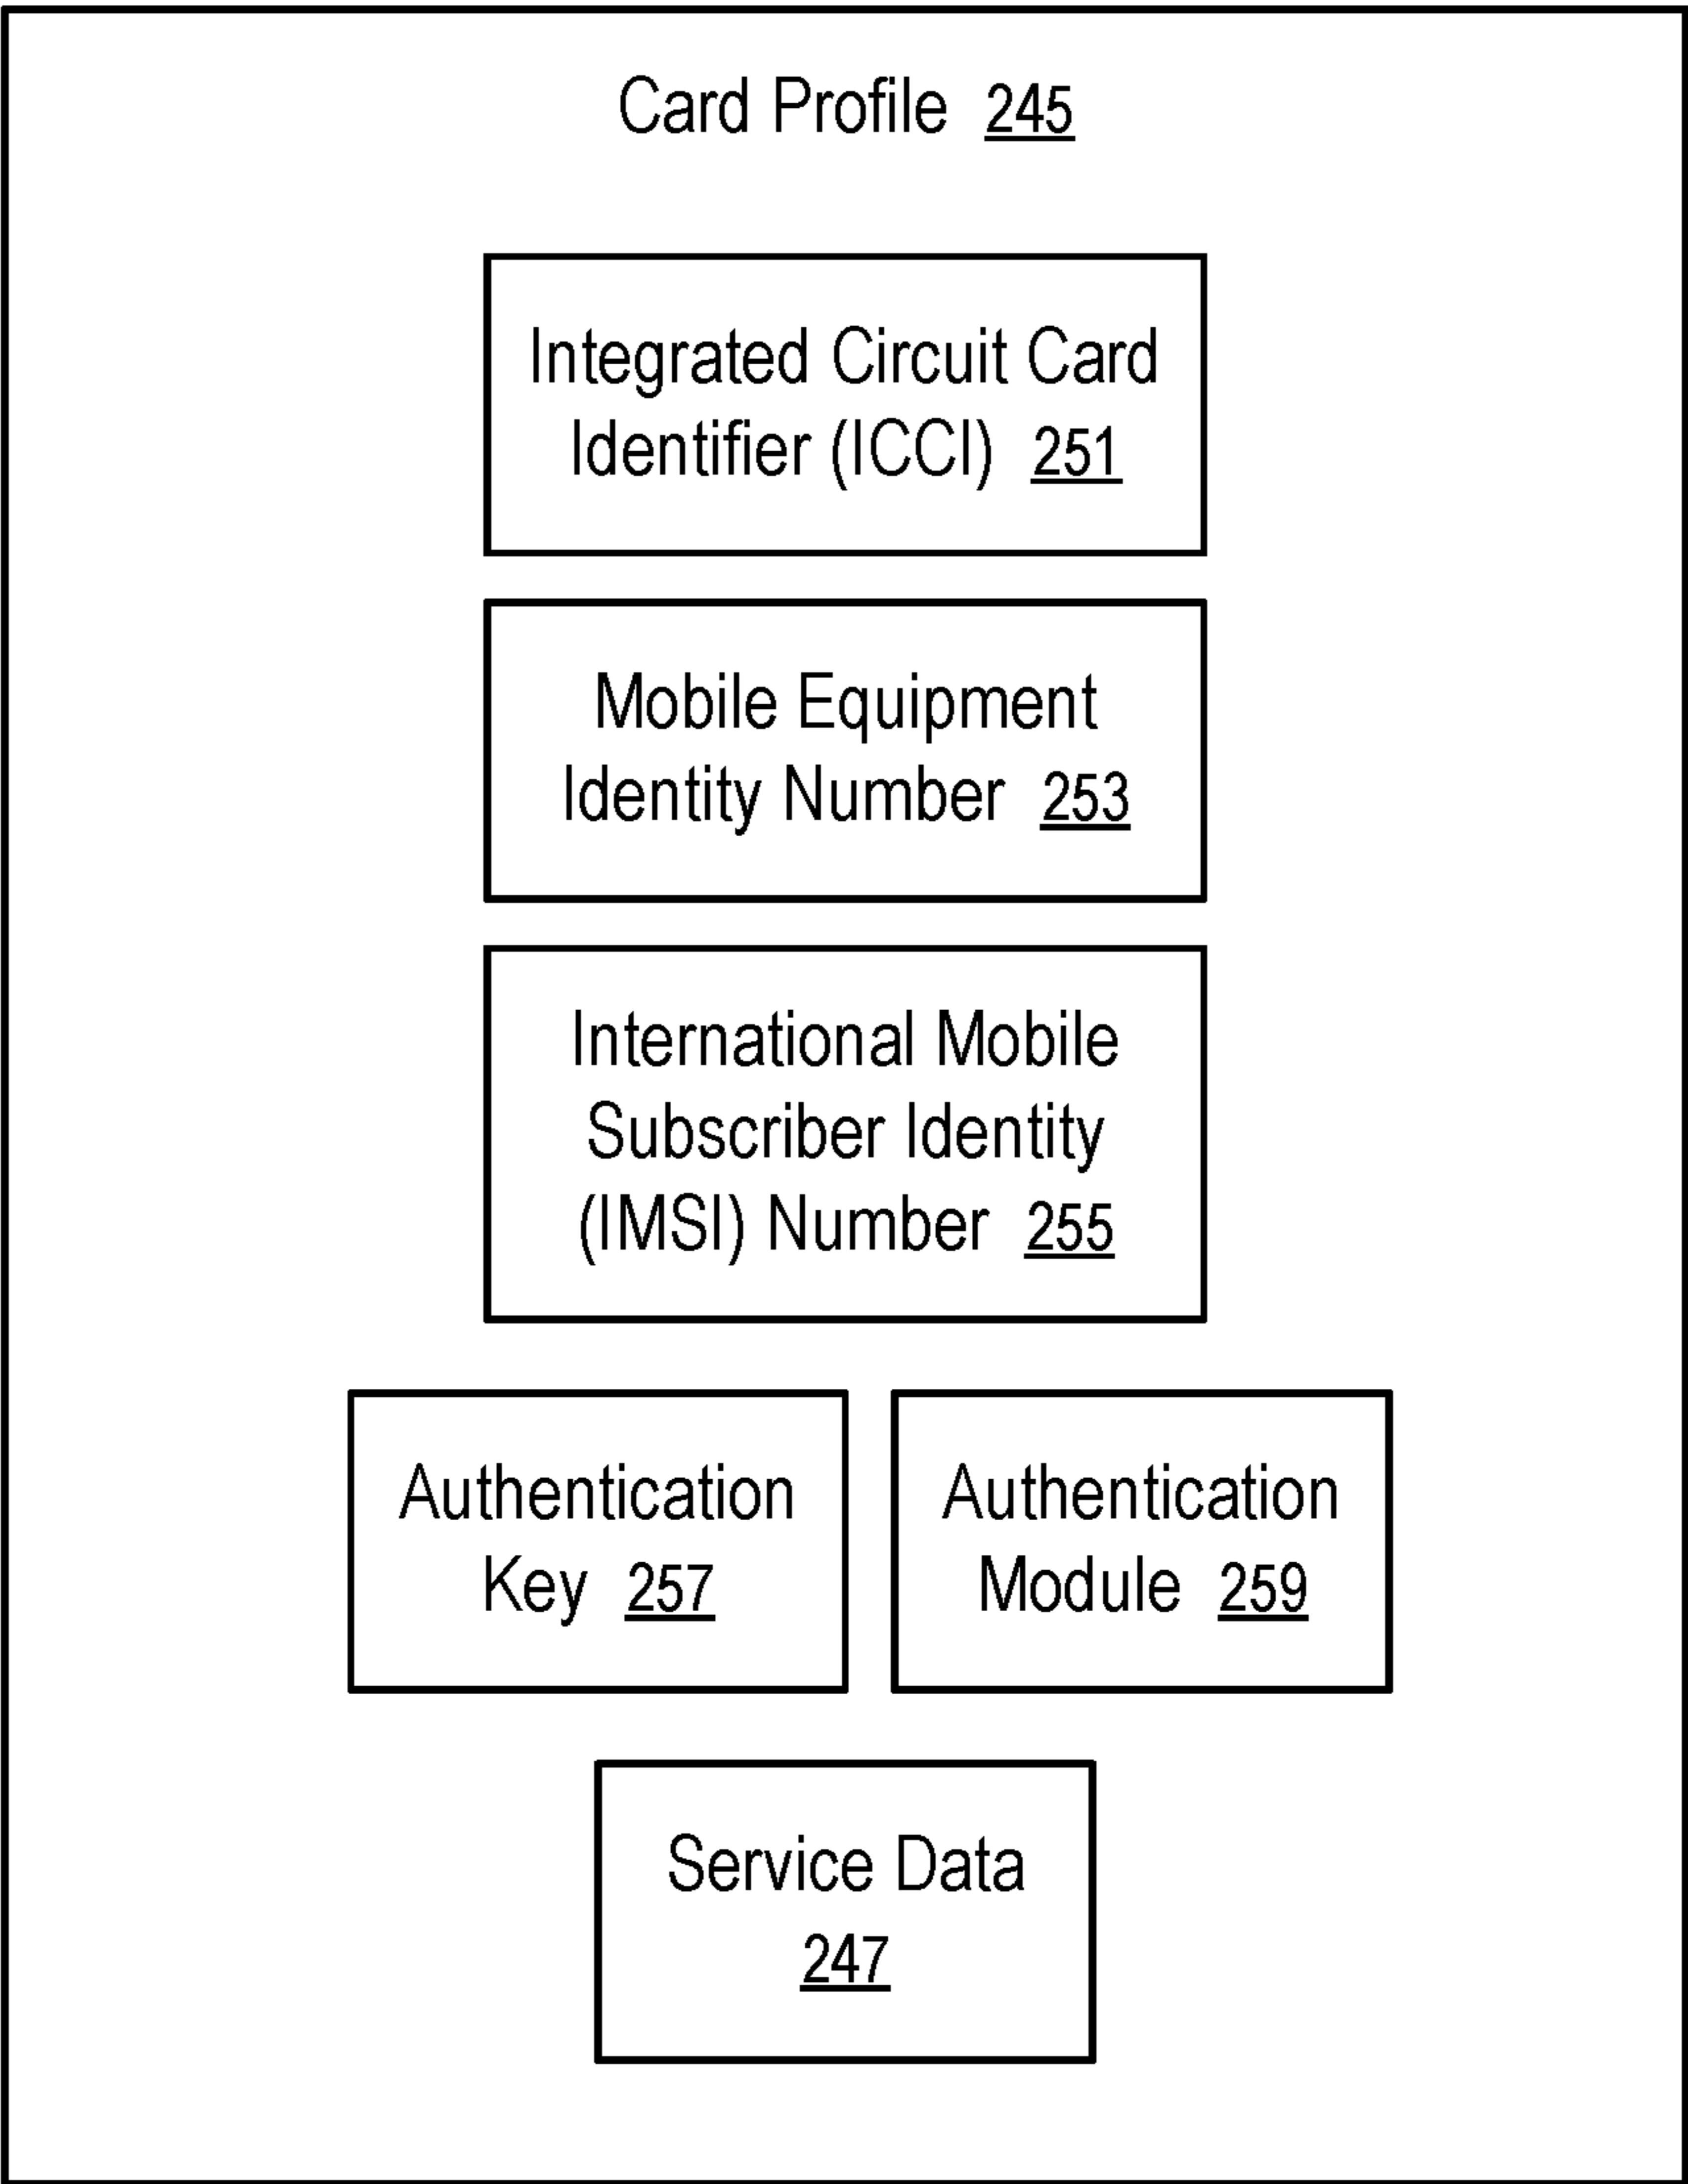 Card Profile 245
Integrated Circuit Card
Identifier (ICCI) 251
Mobile Equipment
Identity Number 253
International Mobile
Subscriber Identity
(IMSI) Number 255
Authentication
Key 257
Authentication
Module 259
Service Data
247